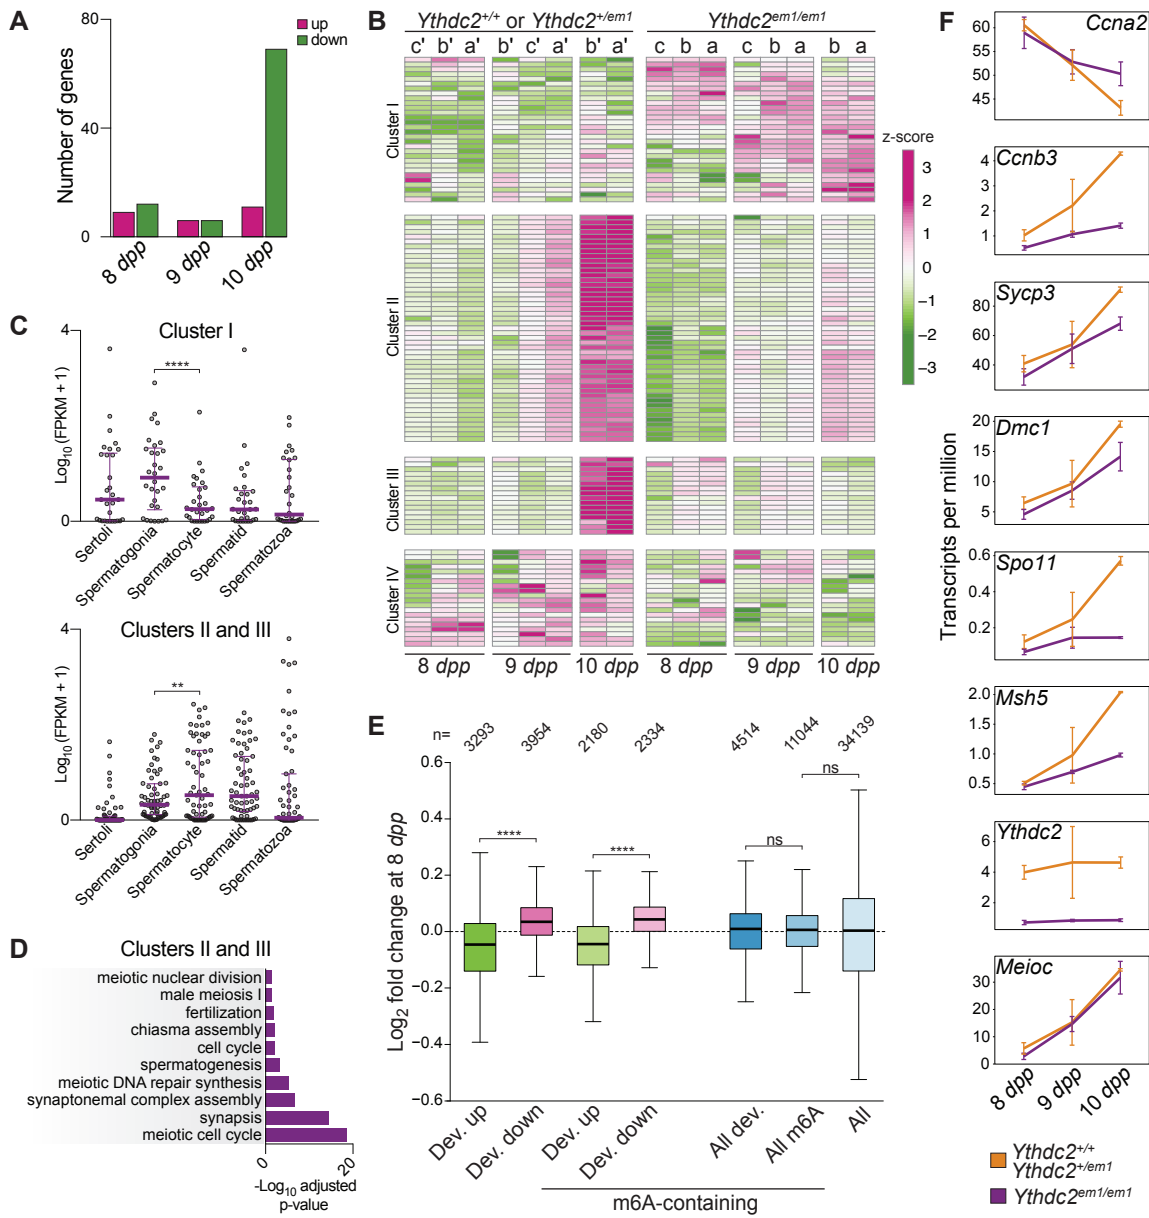 A
80
40
0
Number of genes
up
down
8 dpp
9 dpp
10 dpp
B
Ythdc2+/+ or Ythdc2+/em1
Ythdc2em1/em1
c' b' a' b' c' a' b' a' c b a c b a b a
Cluster I
Cluster II
Cluster III
Cluster IV
8 dpp 9 dpp 10 dpp 8 dpp 9 dpp 10 dpp
z-score
3
2
1
0
−1
−2
−3
C
Cluster I
4
0
Log10 (FPKM + 1)
****
Sertoli
Spermatogonia
Spermatocyte
Spermatid
Spermatozoa
Clusters II and III
4
0
Log10 (FPKM + 1)
**
Sertoli
Spermatogonia
Spermatocyte
Spermatid
Spermatozoa
D
Clusters II and III
meiotic nuclear division
male meiosis I
fertilization
chiasma assembly
cell cycle
spermatogenesis
meiotic DNA repair synthesis
synaptonemal complex assembly
synapsis
meiotic cell cycle
0
20
-Log10 adjusted
p-value
E
n=
3293
3954
2180
2334
4514
11044
34139
0.6
0.4
0.2
0.0
−0.2
−0.4
−0.6
Log2 fold change at 8 dpp
****
****
ns
ns
Dev. up
Dev. down
Dev. up
Dev. down
All dev.
All m6A
All
m6A-containing
F
Transcripts per million
Ccna2
60
55
50
45
Ccnb3
4
3
2
1
Sycp3
80
60
40
Dmc1
20
15
10
5
Spo11
0.6
0.4
0.2
Msh5
2.0
1.5
1.0
0.5
Ythdc2
6
4
2
Meioc
30
20
10
0
8 dpp
9 dpp
10 dpp
Ythdc2+/+
Ythdc2+/em1
Ythdc2em1/em1